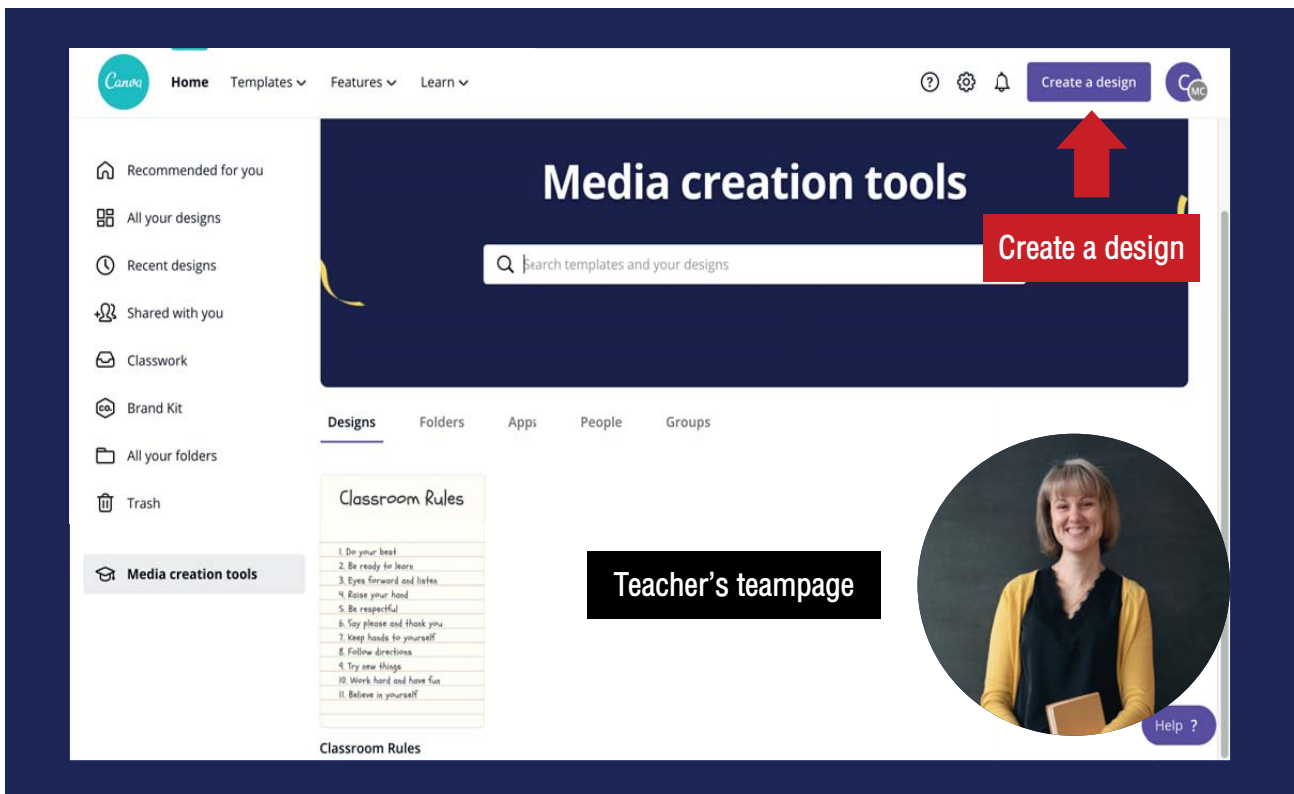 Canva
Home Templates Features Learn
Create a design
C MC
Recommended for you
All your designs
Recent designs
Shared with you
Classwork
CO.
Brand Kit
All your folders
Trash
Media creation tools
Media creation tools
Search templates and your designs
Create a design
Designs Folders Apps People Groups
Classroom Rules
1. Do your best
2. Be ready to learn
3. Eyes forward and listen
4. Raise your hand
5. Be respectful
6. Say please and thank you
7. Keep hands to yourself
8. Follow directions
9. Try new things
10. Work hard and have fun
11. Believe in yourself
Classroom Rules
Teacher’s teampage
Help ?